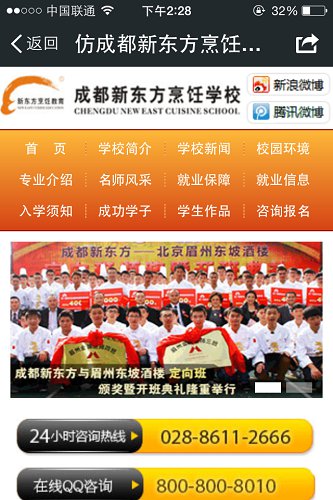 中国联通 下午2:28 32%
返回 仿成都新东方烹饪...
新东方烹饪教育 成都新东方烹饪学校 新浪微博
CHENGDU NEW EAST CUISINE SCHOOL 腾讯微博
首 页 学校简介 学校新闻 校园环境
专业介绍 名师风采 就业保障 就业信息
入学须知 成功学子 学生作品 咨询报名
成都新东方——北京眉州东坡酒楼
成都新东方与眉州东坡酒楼 定向班
颁奖暨开班典礼隆重举行
24小时咨询热线 028-8611-2666
在线QQ咨询 800-800-8010